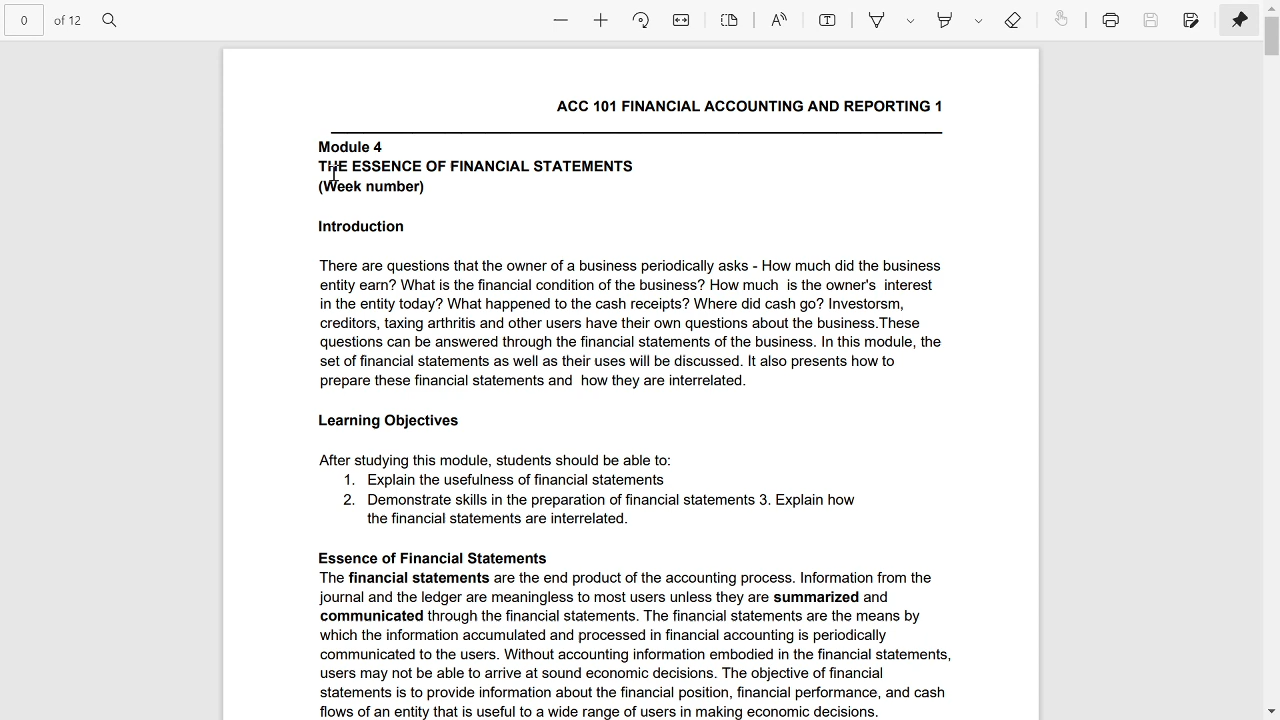 0 of 12
ACC 101 FINANCIAL ACCOUNTING AND REPORTING 1
Module 4
THE ESSENCE OF FINANCIAL STATEMENTS
(Week number)
Introduction
There are questions that the owner of a business periodically asks - How much did the business
entity earn? What is the financial condition of the business? How much  is the owner's  interest
in the entity today? What happened to the cash receipts? Where did cash go? Investorsm,
creditors, taxing arthritis and other users have their own questions about the business.These
questions can be answered through the financial statements of the business. In this module, the
set of financial statements as well as their uses will be discussed. It also presents how to
prepare these financial statements and  how they are interrelated.
Learning Objectives
After studying this module, students should be able to:
1. Explain the usefulness of financial statements
2. Demonstrate skills in the preparation of financial statements 3. Explain how
the financial statements are interrelated.
Essence of Financial Statements
The financial statements are the end product of the accounting process. Information from the
journal and the ledger are meaningless to most users unless they are summarized and
communicated through the financial statements. The financial statements are the means by
which the information accumulated and processed in financial accounting is periodically
communicated to the users. Without accounting information embodied in the financial statements,
users may not be able to arrive at sound economic decisions. The objective of financial
statements is to provide information about the financial position, financial performance, and cash
flows of an entity that is useful to a wide range of users in making economic decisions.